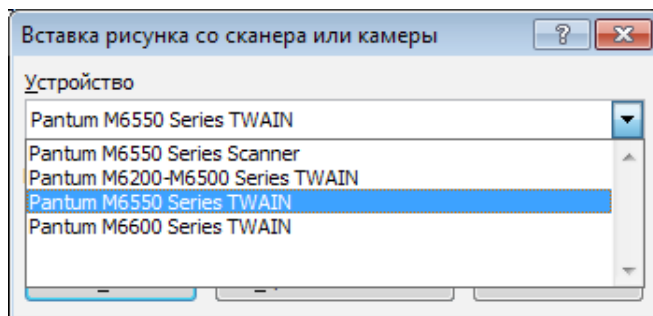 Вставка рисунка со сканера или камеры
Устройство
Pantum M6550 Series TWAIN
Pantum M6550 Series Scanner
Pantum M6200-M6500 Series TWAIN
Pantum M6550 Series TWAIN
Pantum M6600 Series TWAIN